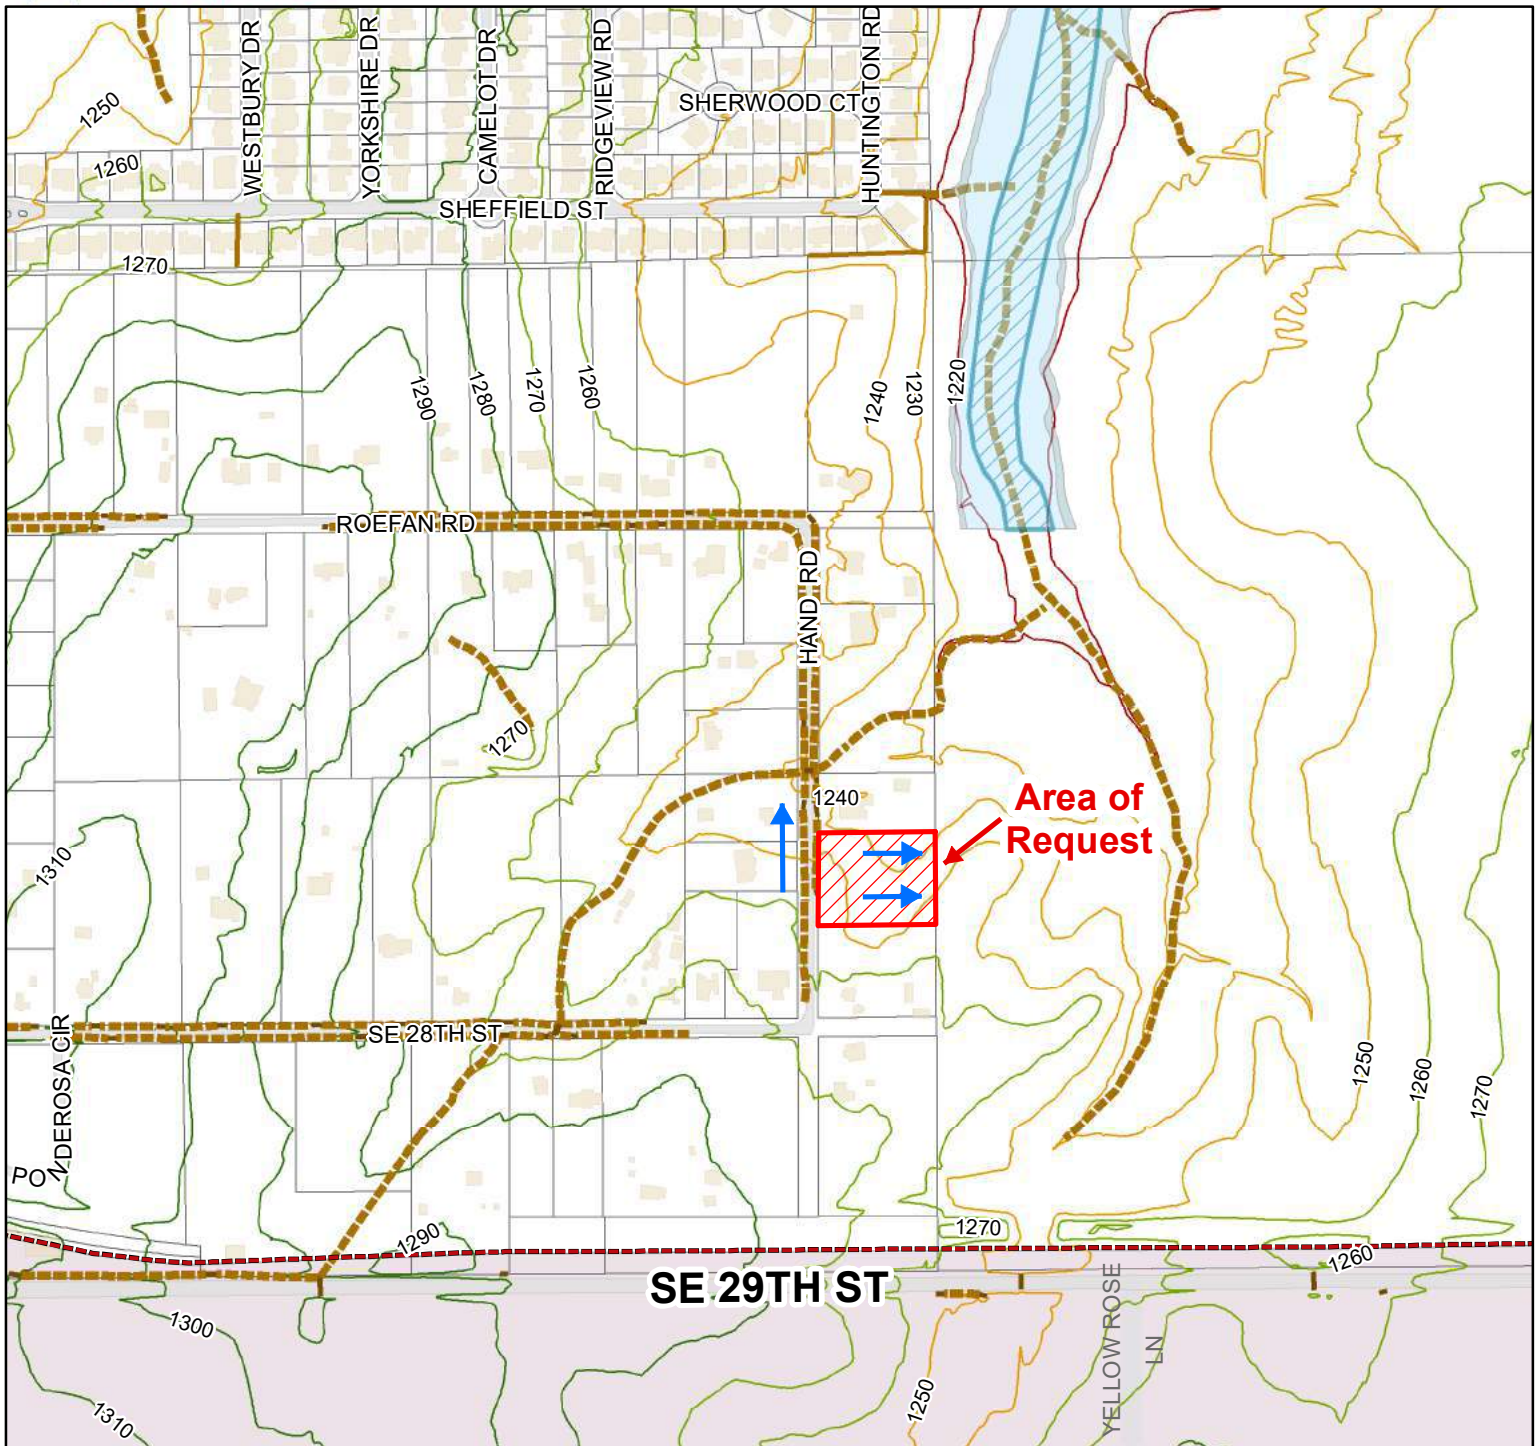 WESTBURY DR
YORKSHIRE DR
CAMELOT DR
RIDGEVIEW RD
HUNTINGTON RD
SHERWOOD CT
1250
1260
SHEFFIELD ST
1270
1290
1280
1270
1260
1240
1230
1220
ROEFAN RD
HAND RD
1270
1240
Area of
Request
1310
SE 28TH ST
PONDEROSA CIR
1250
1260
1270
1290
1270
1260
SE 29TH ST
YELLOW ROSE
LN
1300
1310
1250